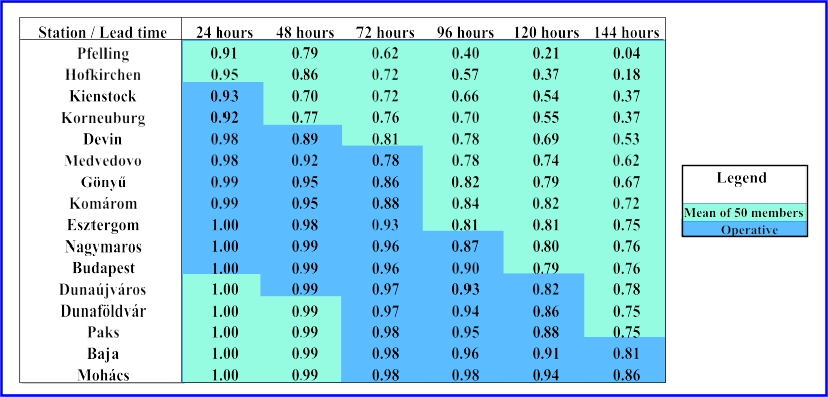 Station / Lead time 24 hours 48 hours 72 hours 96 hours 120 hours 144 hours
Pfelling 0.91 0.79 0.62 0.40 0.21 0.04
Hofkirchen 0.95 0.86 0.72 0.57 0.37 0.18
Kienstock 0.93 0.70 0.72 0.66 0.54 0.37
Korneuburg 0.92 0.77 0.76 0.70 0.55 0.37
Devin 0.98 0.89 0.81 0.78 0.69 0.53
Medvedovo 0.98 0.92 0.78 0.78 0.74 0.62
Gönyű 0.99 0.95 0.86 0.82 0.79 0.67
Komárom 0.99 0.95 0.88 0.84 0.82 0.72
Esztergom 1.00 0.98 0.93 0.81 0.81 0.75
Nagymaros 1.00 0.99 0.96 0.87 0.80 0.76
Budapest 1.00 0.99 0.96 0.90 0.79 0.76
Dunaújváros 1.00 0.99 0.97 0.93 0.82 0.78
Dunaföldvár 1.00 0.99 0.97 0.94 0.86 0.75
Paks 1.00 0.99 0.98 0.95 0.88 0.75
Baja 1.00 0.99 0.98 0.96 0.91 0.81
Mohács 1.00 0.99 0.98 0.98 0.94 0.86
Legend
Mean of 50 members
Operative